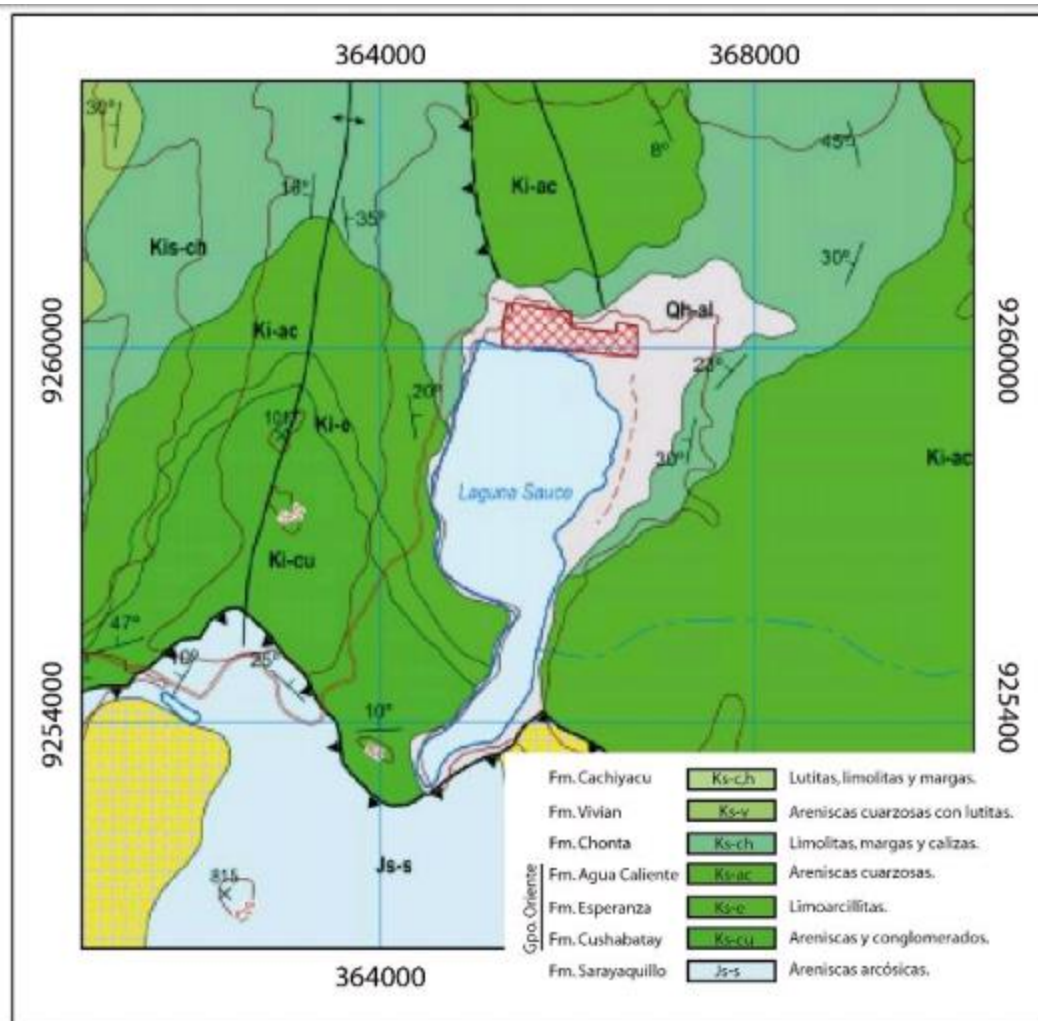 364000 368000
30°
45°
8°
Ki-ac
16°
35°
Kis-ch
30°
Qh-al
Ki-ac
9260000
9260000
20°
Ki-e
Ki-ac
30°
Laguna Sauce
Ki-cu
47°
10°
25°
9254000
925400
10°
Js-s
815
364000
Fm. Cachiyacu Ks-c,h Lutitas, limolitas y margas.
Fm. Vivian Ks-v Areniscas cuarzosas con lutitas.
Fm. Chonta Ks-ch Limolitas, margas y calizas.
Gpo. Oriente
Fm. Agua Caliente Ks-ac Areniscas cuarzosas.
Fm. Esperanza Ks-e Limoarcillitas.
Fm. Cushabatay Ks-cu Areniscas y conglomerados.
Fm. Sarayaquillo Js-s Areniscas arcósicas.